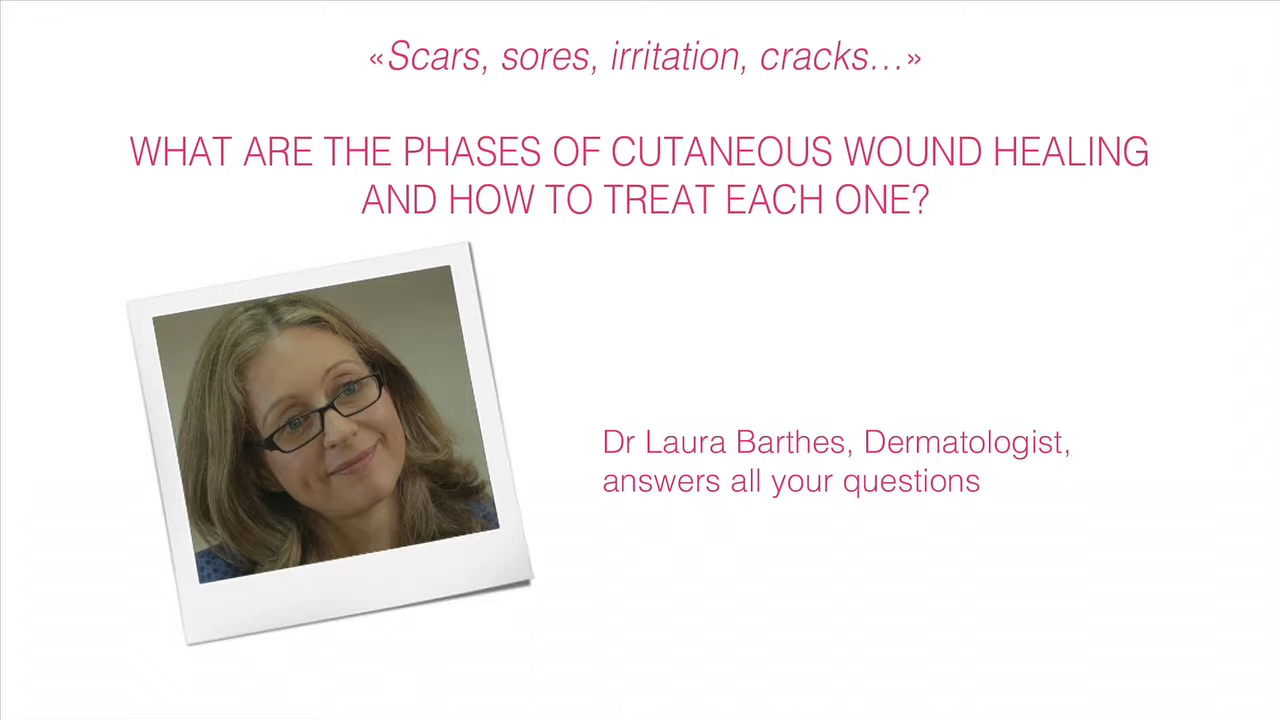 «Scars, sores, irritation, cracks…»
WHAT ARE THE PHASES OF CUTANEOUS WOUND HEALING
AND HOW TO TREAT EACH ONE?
Dr Laura Barthes, Dermatologist,
answers all your questions